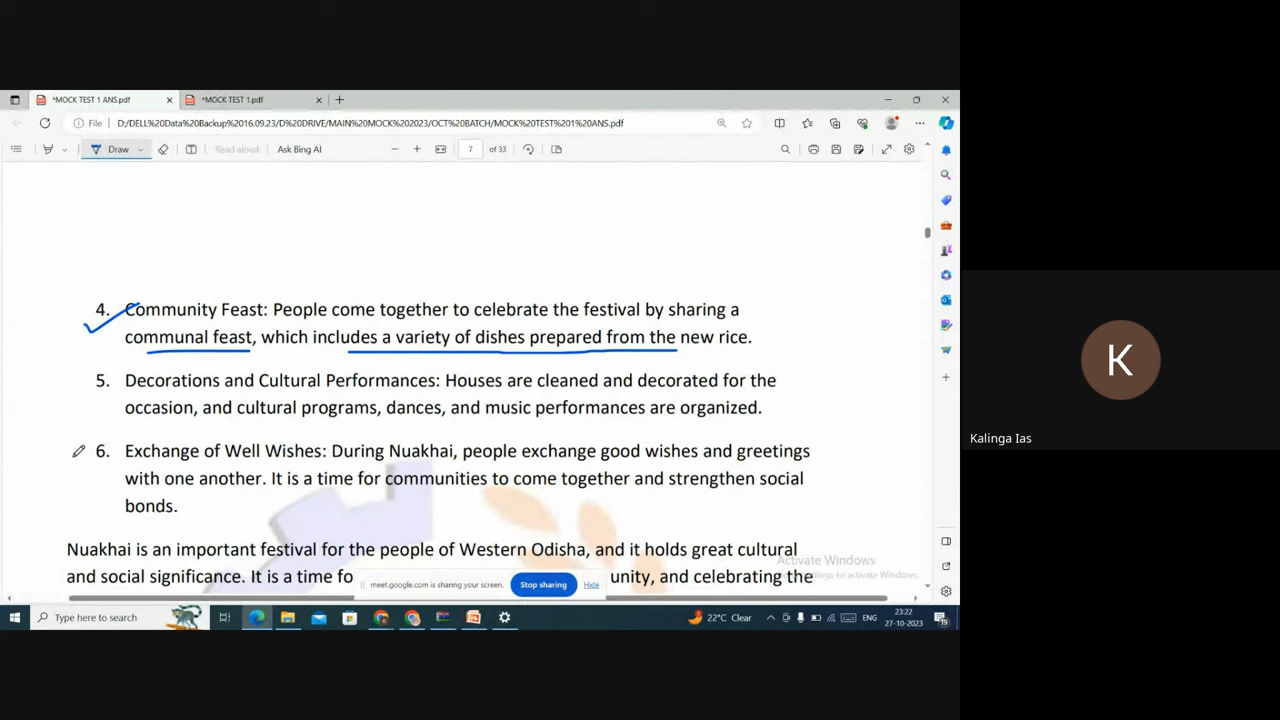 *MOCK TEST 1 ANS.pdf
*MOCK TEST 1.pdf
File
D:/DELL%20Data%20Backup%2016.09.23/D%20DRIVE/MAIN%20MOCK%202023/OCT%20BATCH/MOCK%20TEST%201%20ANS.pdf
Draw
Read aloud
Ask Bing AI
7
of 33
4. Community Feast: People come together to celebrate the festival by sharing a
communal feast, which includes a variety of dishes prepared from the new rice.
5. Decorations and Cultural Performances: Houses are cleaned and decorated for the
occasion, and cultural programs, dances, and music performances are organized.
6. Exchange of Well Wishes: During Nuakhai, people exchange good wishes and greetings
with one another. It is a time for communities to come together and strengthen social
bonds.
Nuakhai is an important festival for the people of Western Odisha, and it holds great cultural
and social significance. It is a time fo
unity, and celebrating the
Activate Windows
ettings to activate Windows.
meet.google.com is sharing your screen.
Stop sharing
Hide
Type here to search
22°C Clear
ENG
23:22
27-10-2023
19
K
Kalinga Ias